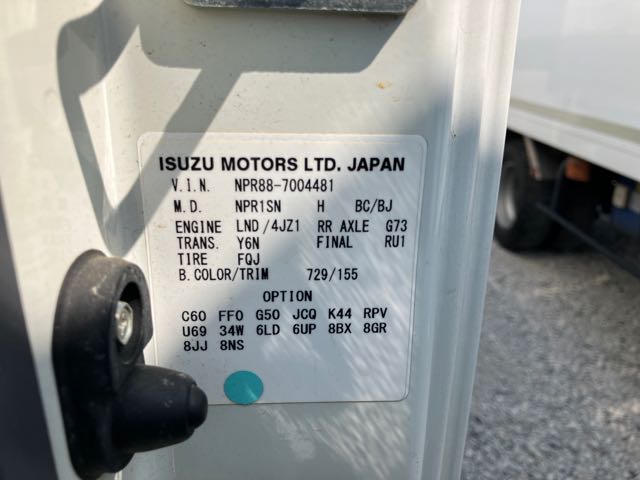 ISUZU MOTORS LTD. JAPAN
V.I.N. NPR88-7004481
M.D. NPR1SN H BC/BJ
ENGINE LND/4JZ1 RR AXLE G73
TRANS. Y6N FINAL RU1
TIRE FQJ
B.COLOR/TRIM 729/155
OPTION
C60 FF0 G50 JCQ K44 RPV
U69 34W 6LD 6UP 8BX 8GR
8JJ 8NS